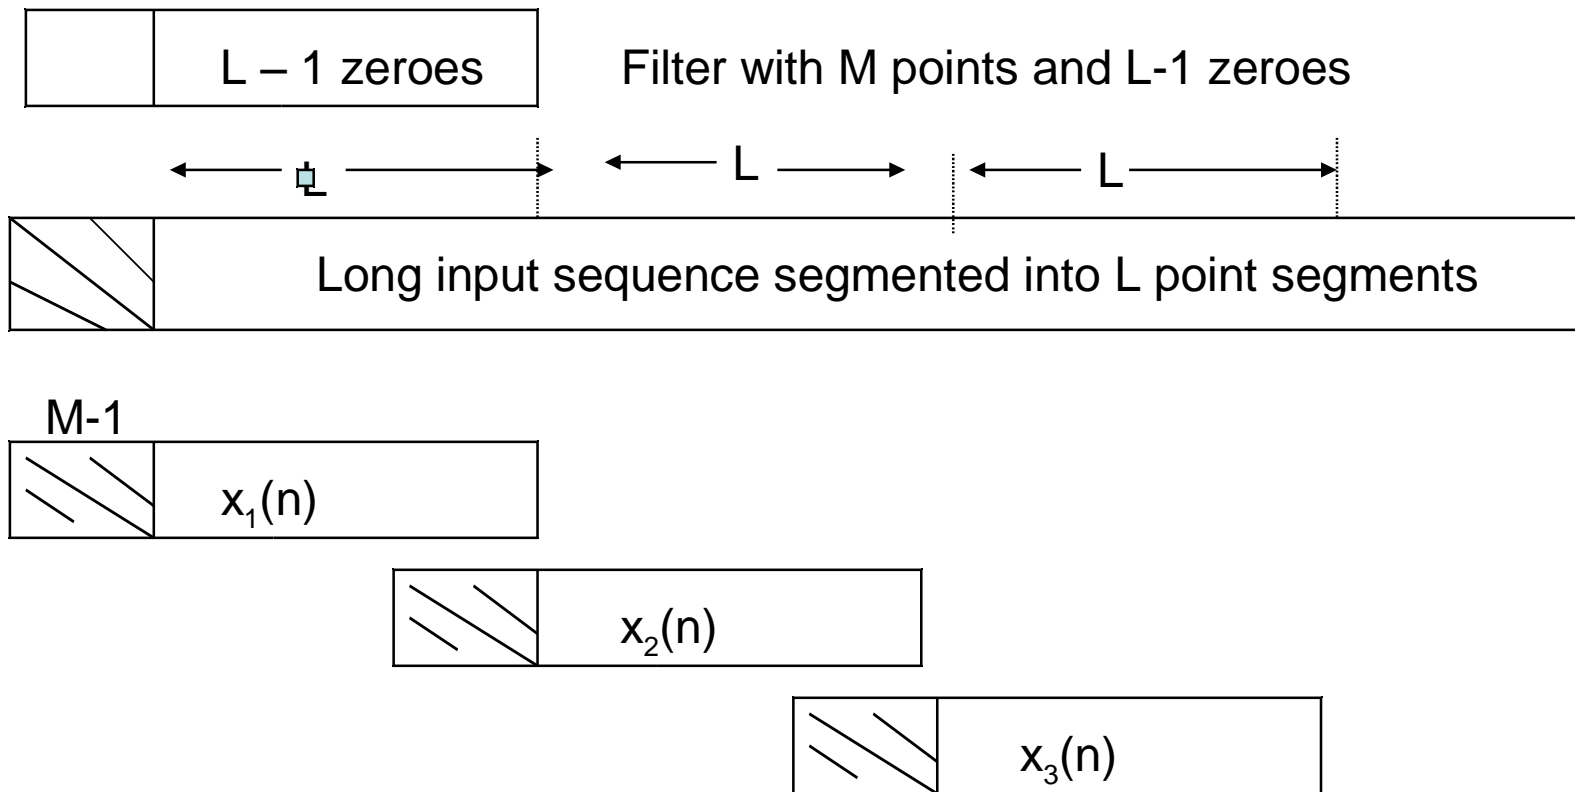 L – 1 zeroes
Filter with M points and L-1 zeroes
L
L
L
Long input sequence segmented into L point segments
M-1
x₁(n)
x₂(n)
x₃(n)